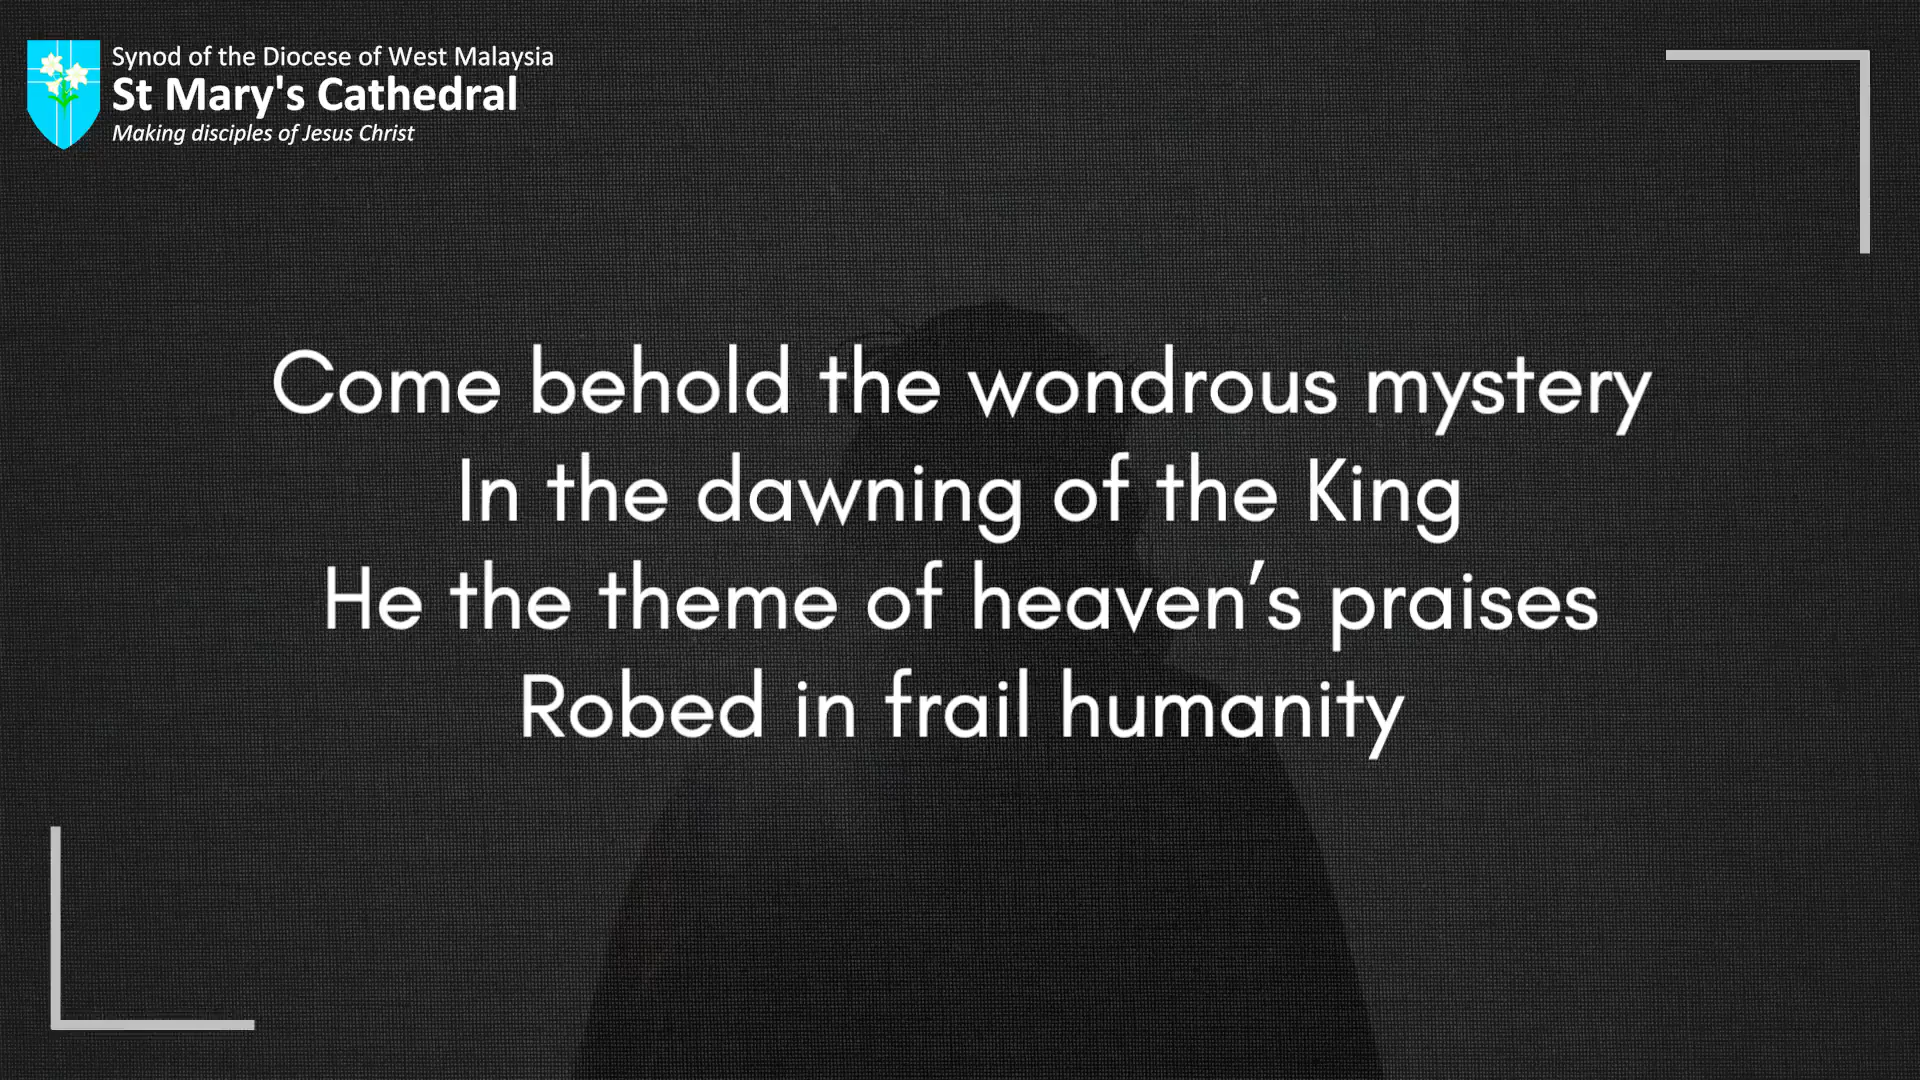 Synod of the Diocese of West Malaysia
St Mary's Cathedral
Making disciples of Jesus Christ
Come behold the wondrous mystery
In the dawning of the King
He the theme of heaven’s praises
Robed in frail humanity